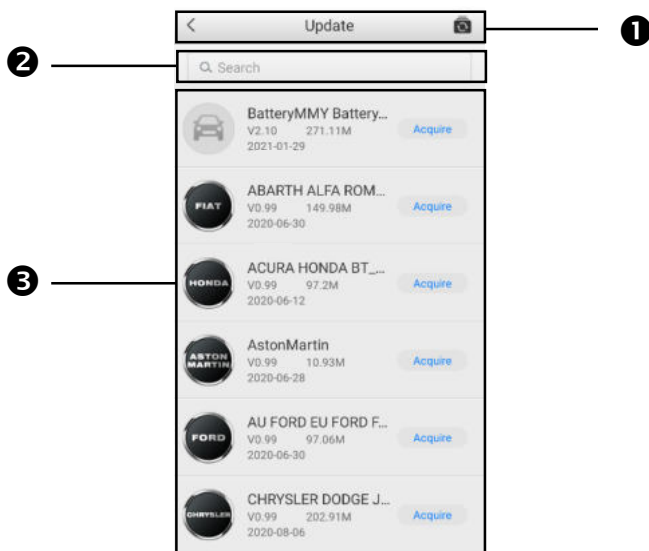 Update
❶
❷
Search
BatteryMMY Battery...
V2.10 271.11M
Acquire
2021-01-29
FIAT
ABARTH ALFA ROM...
V0.99 149.98M
Acquire
2020-06-30
HONDA
ACURA HONDA BT_...
V0.99 97.2M
Acquire
2020-06-12
❸
ASTON
MARTIN
AstonMartin
V0.99 10.93M
Acquire
2020-06-28
FORD
AU FORD EU FORD F...
V0.99 97.06M
Acquire
2020-06-30
CHRYSLER
CHRYSLER DODGE J...
V0.99 202.91M
Acquire
2020-08-06